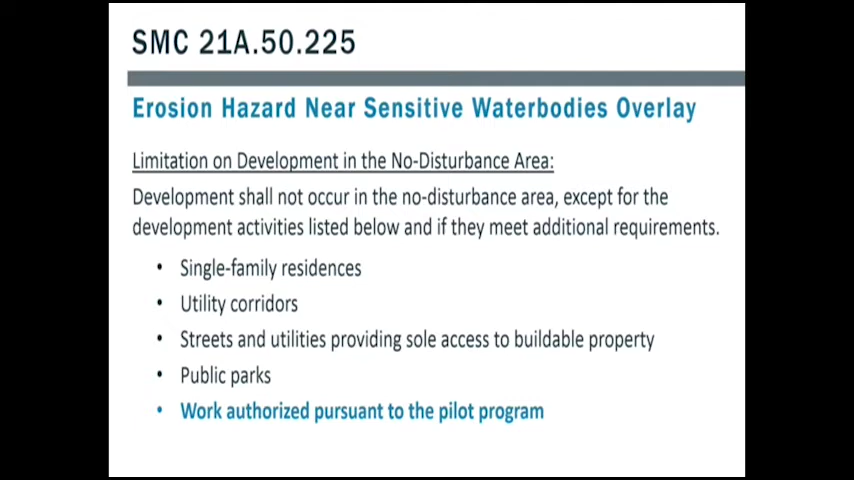 SMC 21A.50.225
Erosion Hazard Near Sensitive Waterbodies Overlay
Limitation on Development in the No-Disturbance Area:
Development shall not occur in the no-disturbance area, except for the
development activities listed below and if they meet additional requirements.
• Single-family residences
• Utility corridors
• Streets and utilities providing sole access to buildable property
• Public parks
• Work authorized pursuant to the pilot program